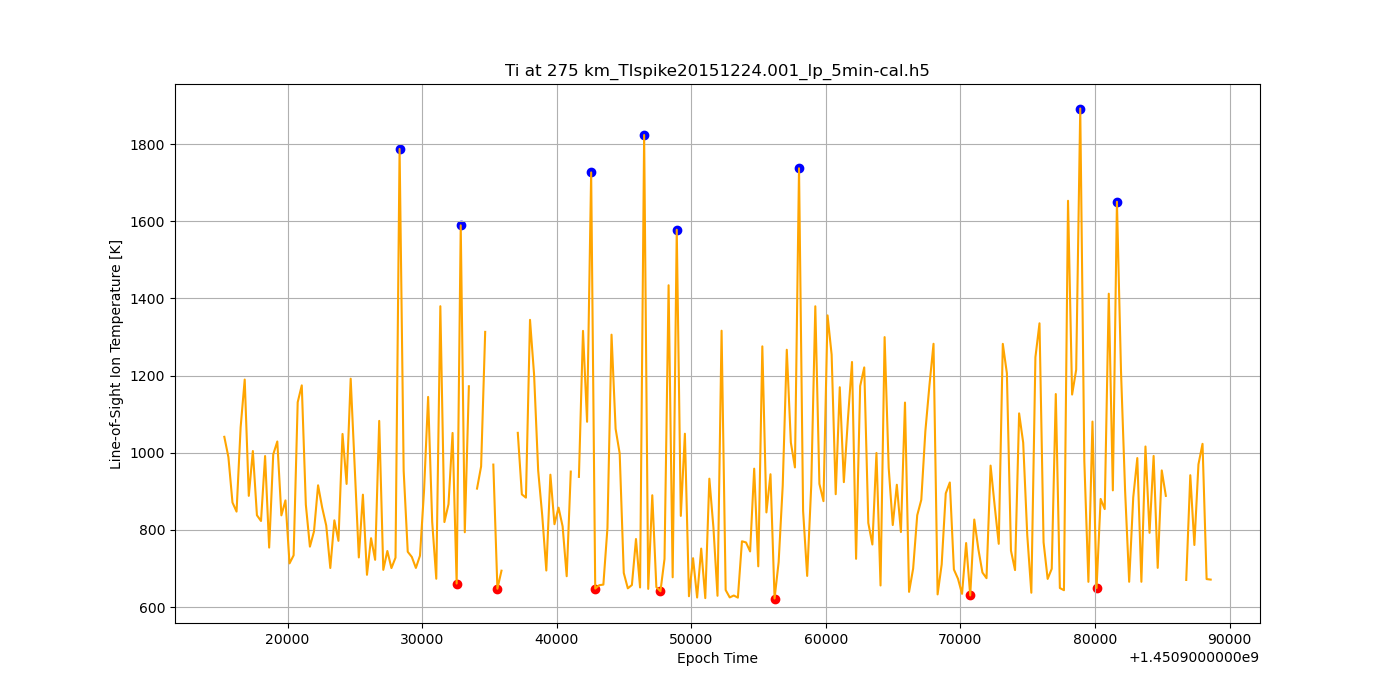 Ti at 275 km_TIspike20151224.001_lp_5min-cal.h5
Line-of-Sight Ion Temperature [K]
1800
1600
1400
1200
1000
800
600
20000 30000 40000 50000 60000 70000 80000 90000
Epoch Time
+1.4509000000e9